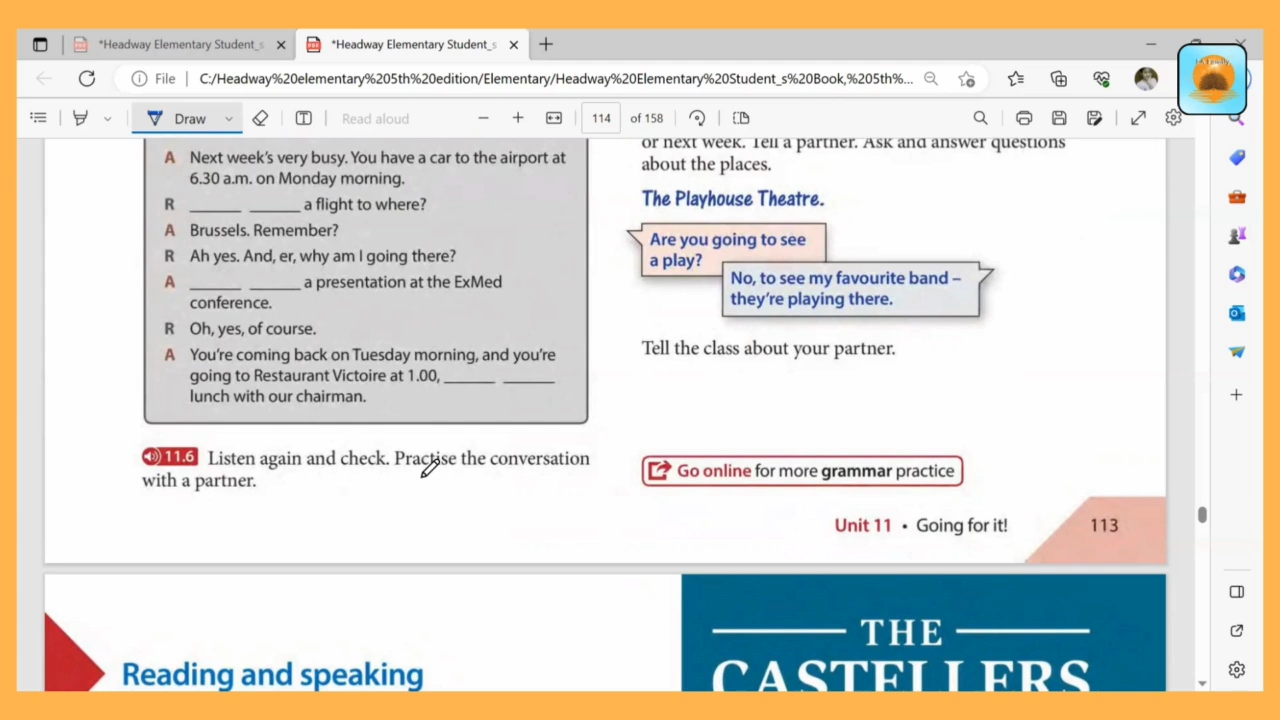 *Headway Elementary Student_s
*Headway Elementary Student_s
File
C:/Headway%20elementary%205th%20edition/Elementary/Headway%20Elementary%20Student_s%20Book,%205th%...
Draw
Read aloud
114 of 158
A Next week's very busy. You have a car to the airport at
6.30 a.m. on Monday morning.
R ______ ______ a flight to where?
A Brussels. Remember?
R Ah yes. And, er, why am I going there?
A ______ ______ a presentation at the ExMed
conference.
R Oh, yes, of course.
A You're coming back on Tuesday morning, and you're
going to Restaurant Victoire at 1.00, ______ ______
lunch with our chairman.
11.6 Listen again and check. Practise the conversation
with a partner.
or next week. Tell a partner. Ask and answer questions
about the places.
The Playhouse Theatre.
Are you going to see
a play?
No, to see my favourite band –
they're playing there.
Tell the class about your partner.
Go online for more grammar practice
Unit 11 • Going for it! 113
Reading and speaking
THE
CASTELLERS